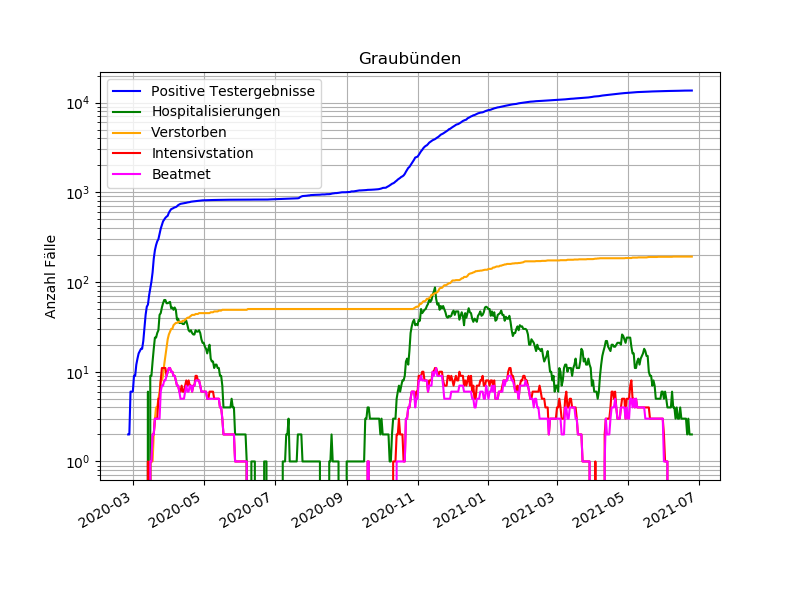 Graubünden
Positive Testergebnisse
Hospitalisierungen
Verstorben
Intensivstation
Beatmet
Anzahl Fälle
10⁴
10³
10²
10¹
10⁰
2020-03
2020-05
2020-07
2020-09
2020-11
2021-01
2021-03
2021-05
2021-07